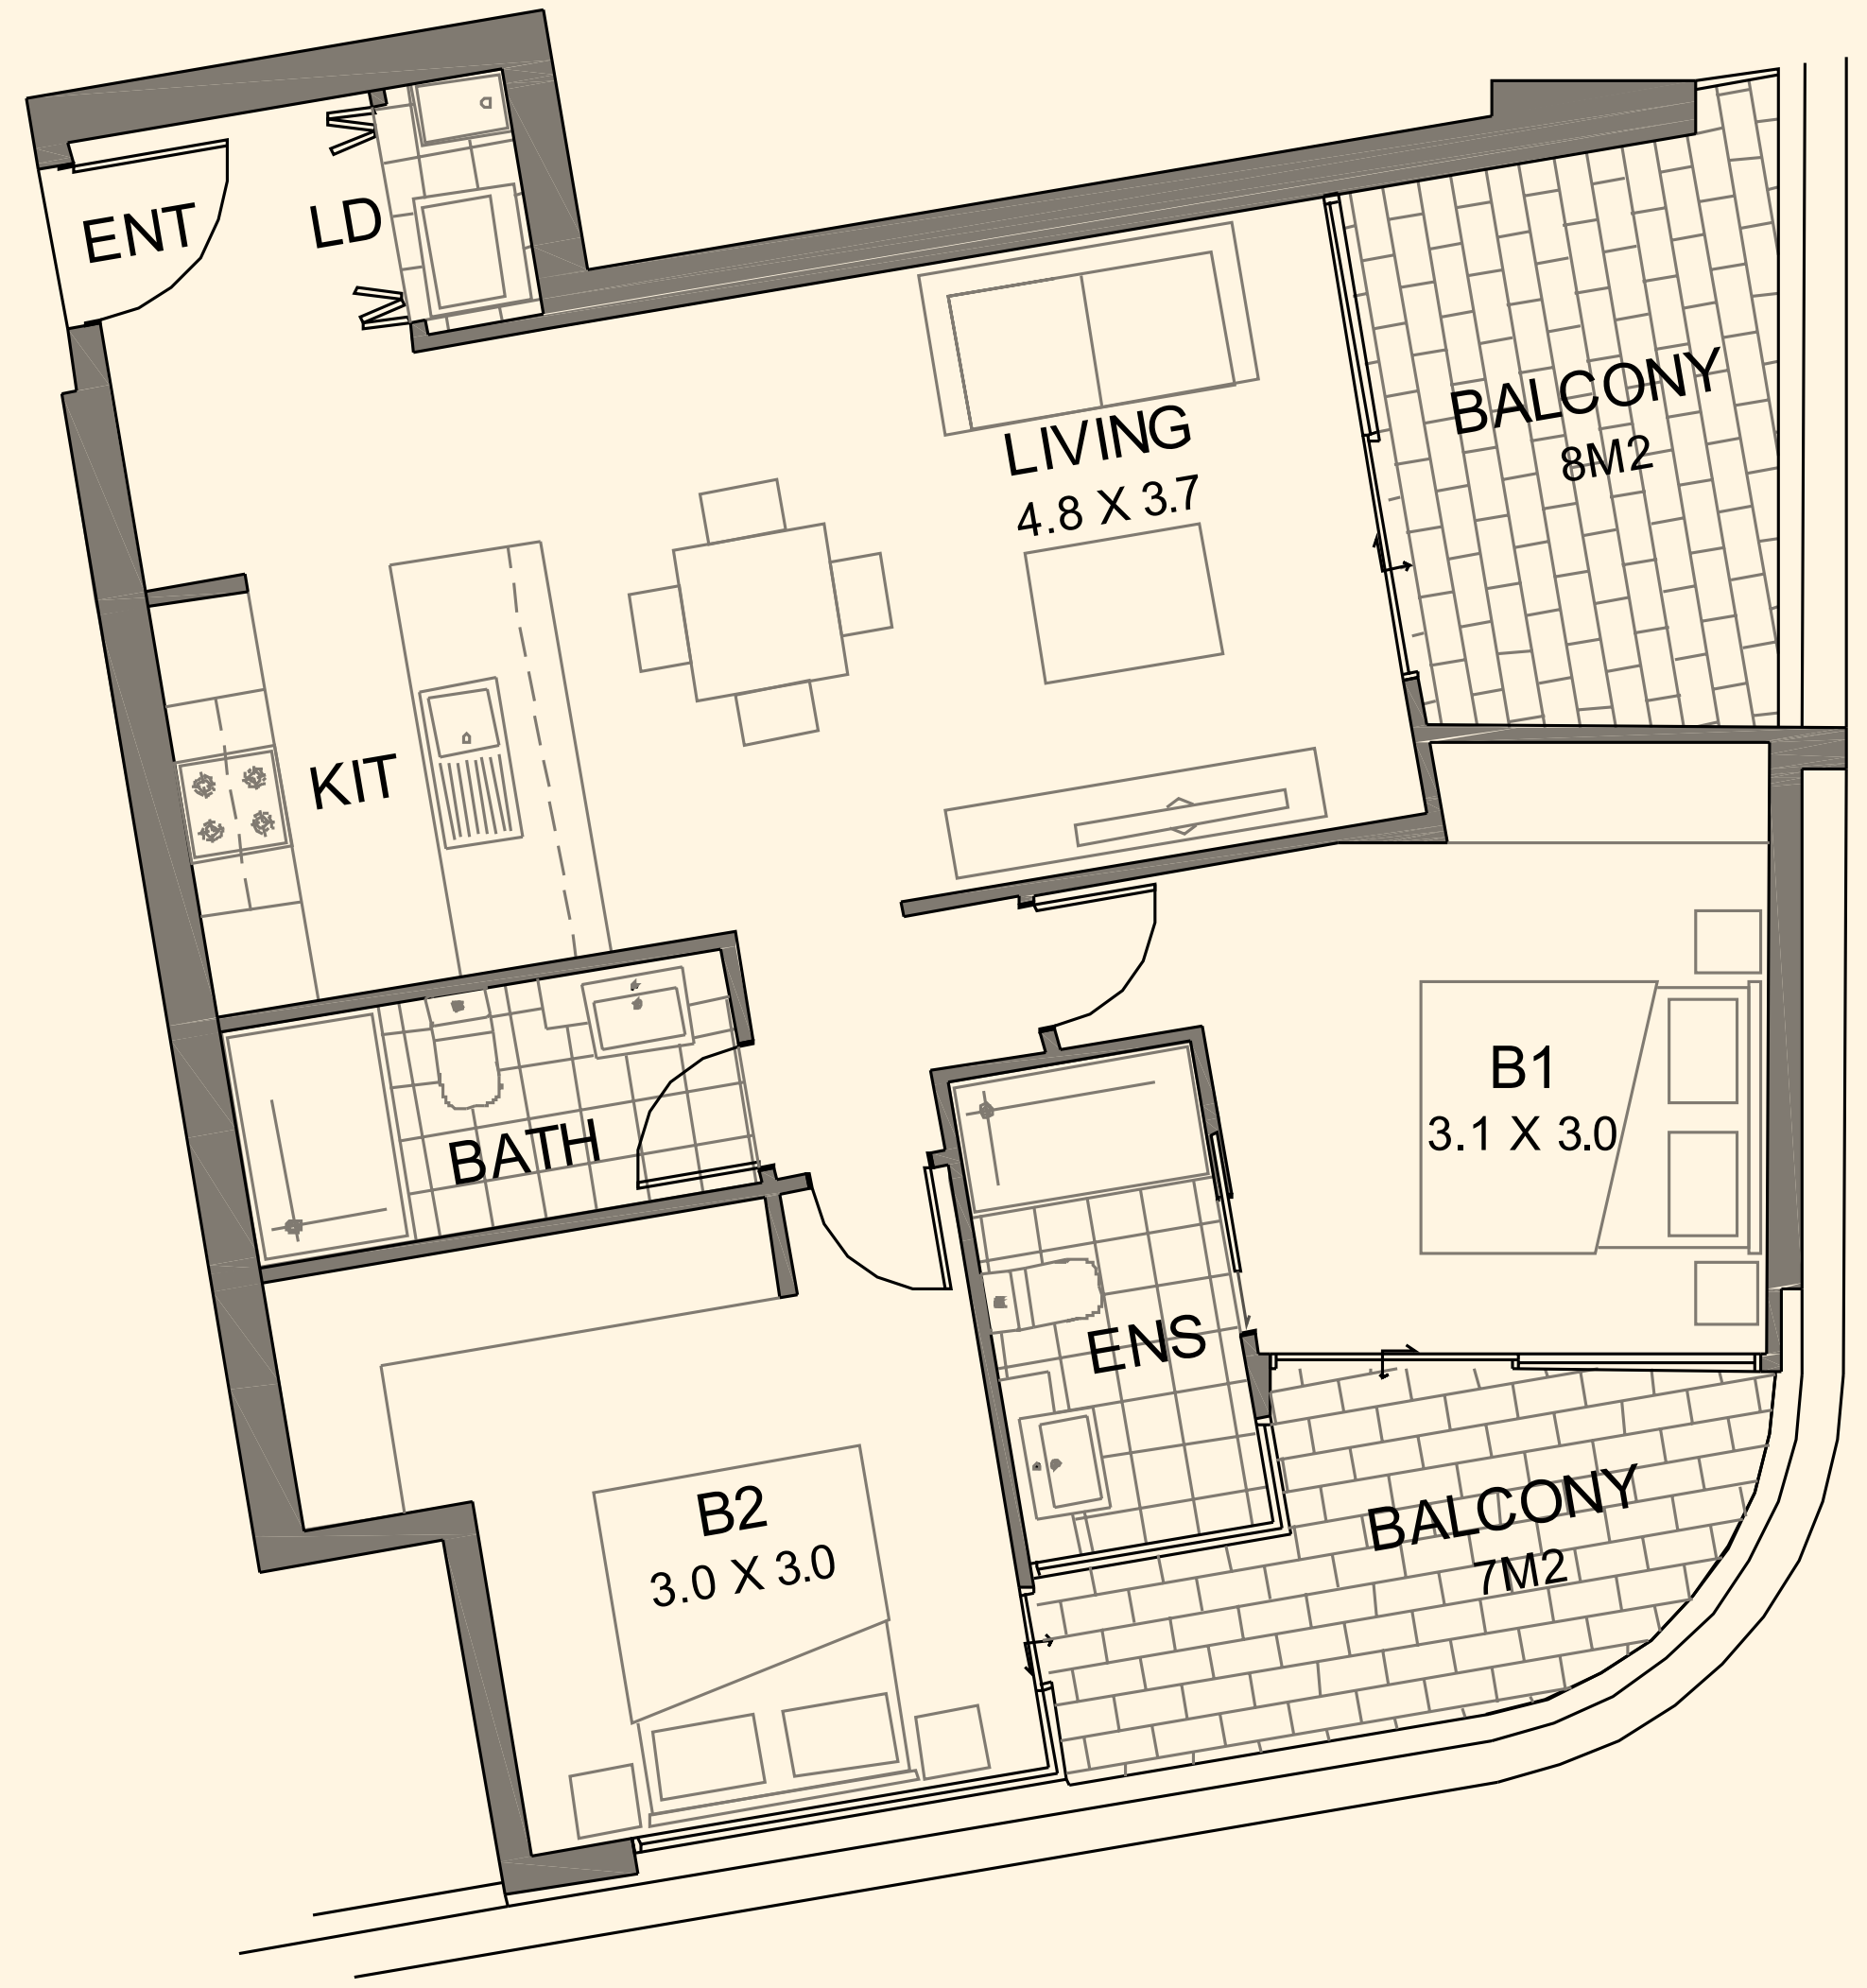 ENT
LD
BALCONY
8M2
LIVING
4.8 X 3.7
KIT
B1
3.1 X 3.0
BATH
ENS
B2
3.0 X 3.0
BALCONY
7M2